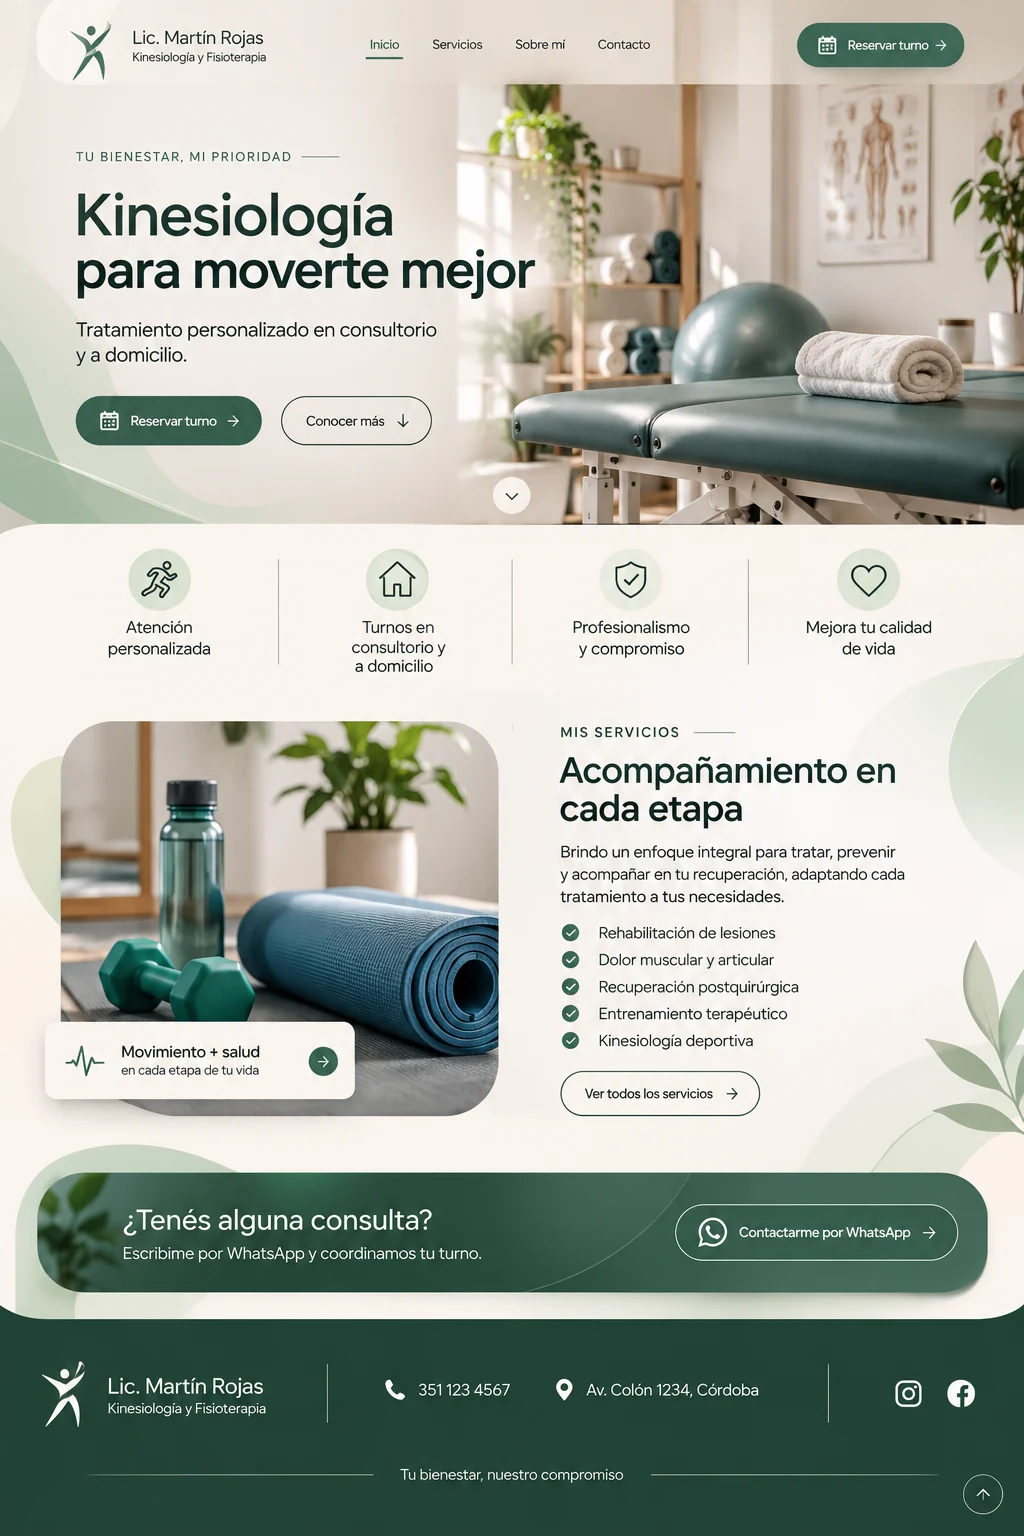 Lic. Martín Rojas
Kinesiología y Fisioterapia
Inicio
Servicios
Sobre mí
Contacto
Reservar turno
TU BIENESTAR, MI PRIORIDAD
Kinesiología
para moverte mejor
Tratamiento personalizado en consultorio
y a domicilio.
Reservar turno
Conocer más
Atención
personalizada
Turnos en
consultorio y
a domicilio
Profesionalismo
y compromiso
Mejora tu calidad
de vida
MIS SERVICIOS
Acompañamiento en
cada etapa
Brindo un enfoque integral para tratar, prevenir
y acompañar en tu recuperación, adaptando cada
tratamiento a tus necesidades.
Rehabilitación de lesiones
Dolor muscular y articular
Recuperación postquirúrgica
Entrenamiento terapéutico
Kinesiología deportiva
Ver todos los servicios
Movimiento + salud
en cada etapa de tu vida
¿Tenés alguna consulta?
Escribime por WhatsApp y coordinamos tu turno.
Contactarme por WhatsApp
Lic. Martín Rojas
Kinesiología y Fisioterapia
351 123 4567
Av. Colón 1234, Córdoba
Tu bienestar, nuestro compromiso